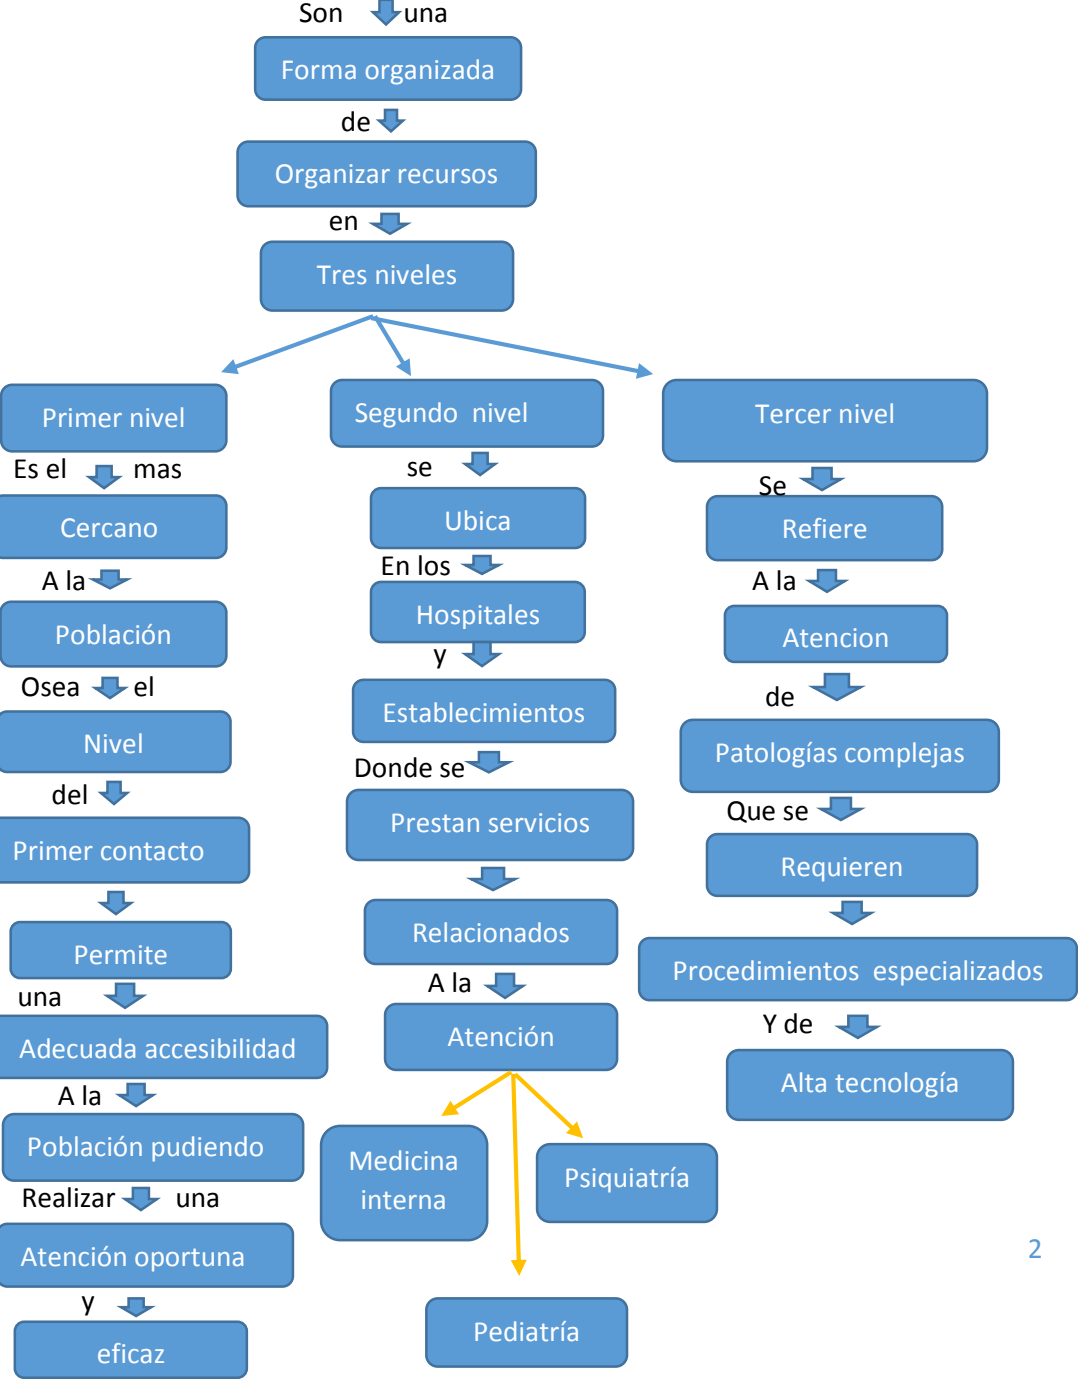 Son una
Forma organizada
de
Organizar recursos
en
Tres niveles
Primer nivel
Es el mas
Cercano
A la
Población
Osea el
Nivel
del
Primer contacto
Permite
una
Adecuada accesibilidad
A la
Población pudiendo
Realizar una
Atención oportuna
y
eficaz
Segundo nivel
se
Ubica
En los
Hospitales
y
Establecimientos
Donde se
Prestan servicios
Relacionados
A la
Atención
Medicina
interna
Psiquiatría
Pediatría
Tercer nivel
Se
Refiere
A la
Atencion
de
Patologías complejas
Que se
Requieren
Procedimientos especializados
Y de
Alta tecnología
2